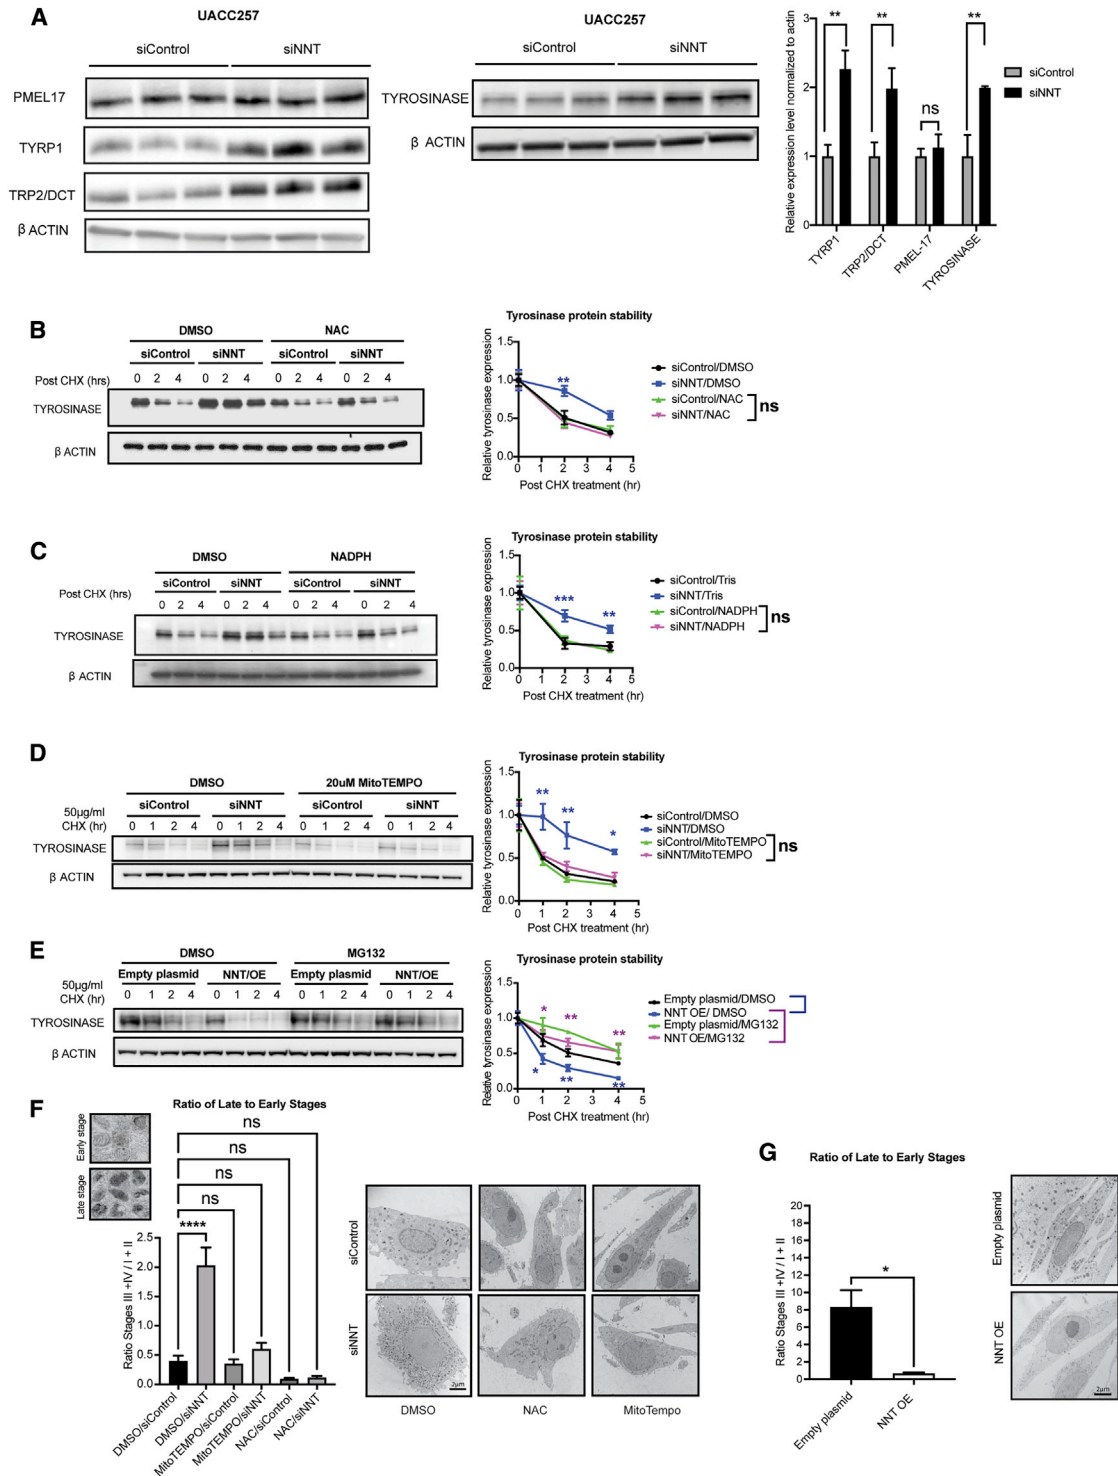 A
UACC257
siControl siNNT
PMEL17
TYRP1
TRP2/DCT
β ACTIN
UACC257
siControl siNNT
TYROSINASE
β ACTIN
Relative expression level normalized to actin
3
2
1
0
** ** ns **
TYRP1
TRP2/DCT
PMEL-17
TYROSINASE
siControl
siNNT
B
DMSO NAC
siControl siNNT siControl siNNT
Post CHX (hrs) 0 2 4 0 2 4 0 2 4 0 2 4
TYROSINASE
β ACTIN
Tyrosinase protein stability
Relative tyrosinase expression
1.5
1.0
0.5
0.0
**
0 1 2 3 4 5
Post CHX treatment (hr)
siControl/DMSO
siNNT/DMSO
siControl/NAC
siNNT/NAC
ns
C
DMSO NADPH
siControl siNNT siControl siNNT
Post CHX (hrs) 0 2 4 0 2 4 0 2 4 0 2 4
TYROSINASE
β ACTIN
Tyrosinase protein stability
Relative tyrosinase expression
1.5
1.0
0.5
0.0
*** **
0 1 2 3 4 5
Post CHX treatment (hr)
siControl/Tris
siNNT/Tris
siControl/NADPH
siNNT/NADPH
ns
D
DMSO 20uM MitoTEMPO
siControl siNNT siControl siNNT
50µg/ml
CHX (hr) 0 1 2 4 0 1 2 4 0 1 2 4 0 1 2 4
TYROSINASE
β ACTIN
Tyrosinase protein stability
Relative tyrosinase expression
1.5
1.0
0.5
0.0
** ** *
0 1 2 3 4 5
Post CHX treatment (hr)
siControl/DMSO
siNNT/DMSO
siControl/MitoTEMPO
siNNT/MitoTEMPO
ns
E
DMSO MG132
Empty plasmid NNT/OE Empty plasmid NNT/OE
50µg/ml
CHX (hr) 0 1 2 4 0 1 2 4 0 1 2 4 0 1 2 4
TYROSINASE
β ACTIN
Tyrosinase protein stability
Relative tyrosinase expression
1.5
1.0
0.5
0.0
* ** **
* ** **
0 1 2 3 4 5
Post CHX treatment (hr)
Empty plasmid/DMSO
NNT OE/ DMSO
Empty plasmid/MG132
NNT OE/MG132
F
Early stage
Late stage
Ratio of Late to Early Stages
ns
ns
ns
ns
****
Ratio Stages III +IV / I + II
2.5
2.0
1.5
1.0
0.5
0.0
DMSO/siControl
DMSO/siNNT
MitoTEMPO/siControl
MitoTEMPO/siNNT
NAC/siControl
NAC/siNNT
siControl
siNNT
2µm
DMSO NAC MitoTempo
G
Ratio of Late to Early Stages
Ratio Stages III +IV / I + II
20
18
16
14
12
10
8
6
4
2
0
*
Empty plasmid
NNT OE
Empty plasmid
NNT OE
2µm